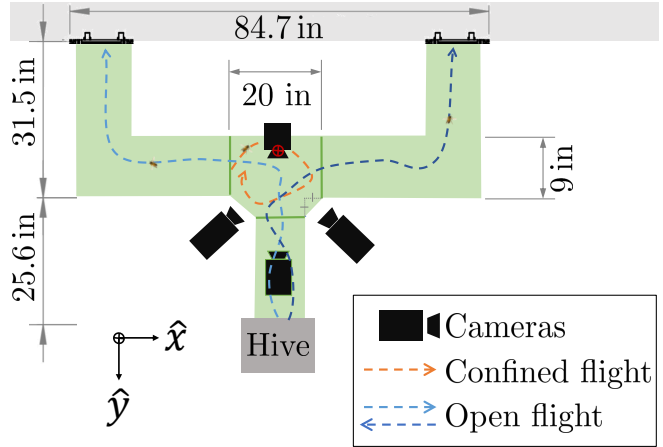 84.7 in
20 in
31.5 in
9 in
25.6 in
x̂
ŷ
Hive
Cameras
Confined flight
Open flight